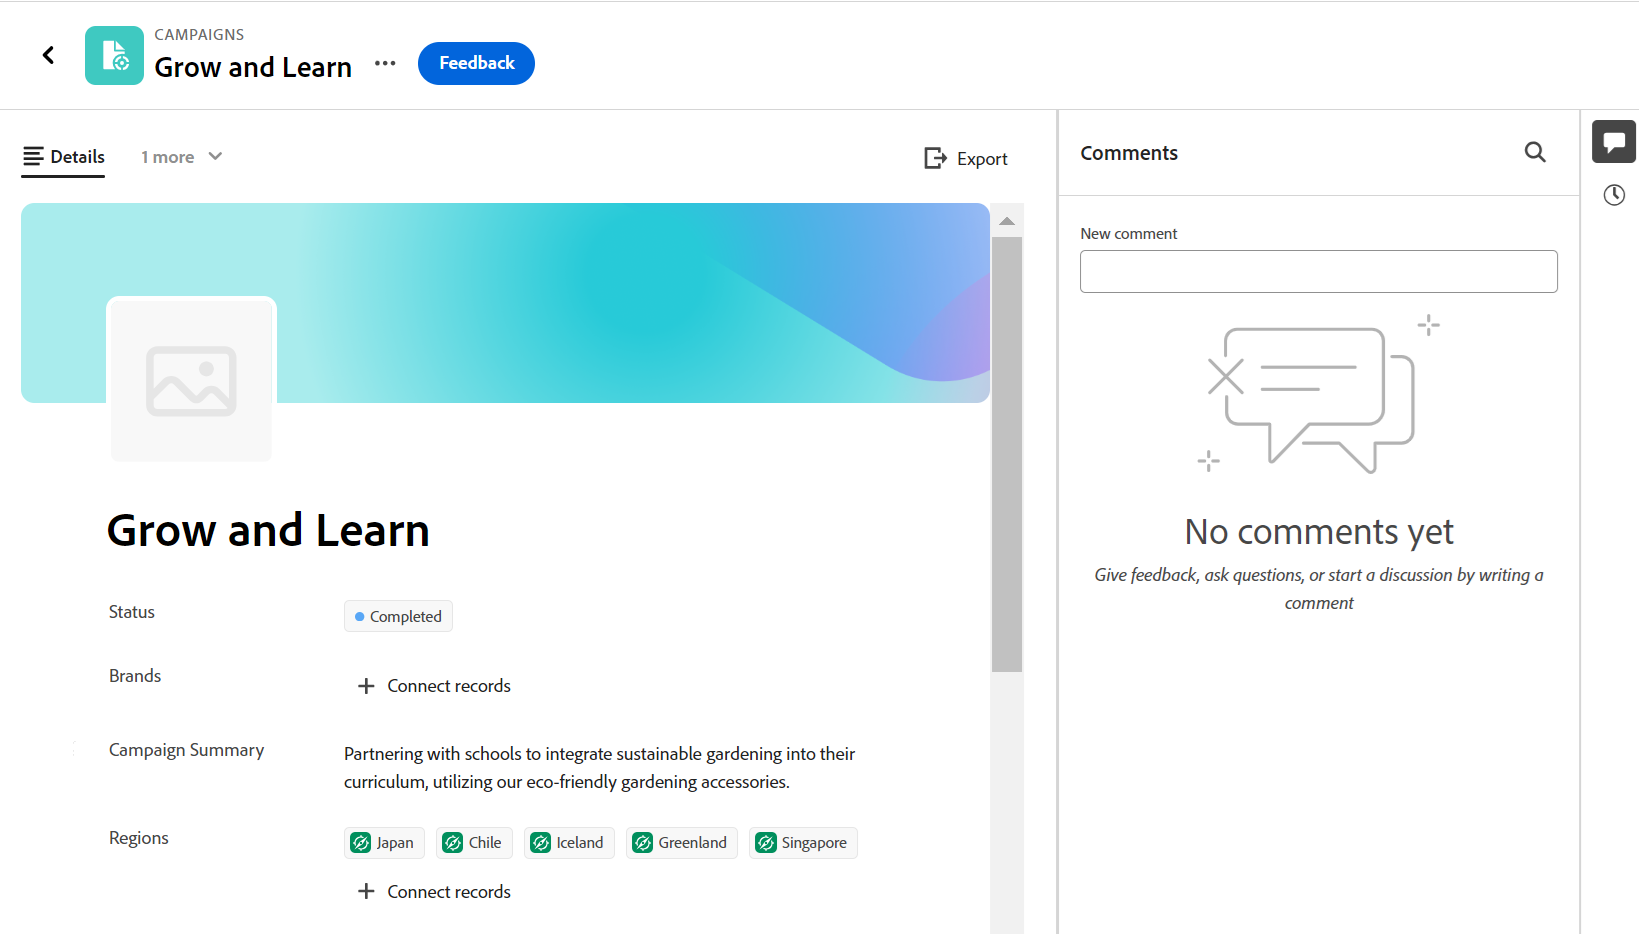 CAMPAIGNS
Grow and Learn
Feedback
Details
1 more
Export
Comments
New comment
No comments yet
Give feedback, ask questions, or start a discussion by writing a
comment
Grow and Learn
Status
Completed
Brands
Connect records
Campaign Summary
Partnering with schools to integrate sustainable gardening into their
curriculum, utilizing our eco-friendly gardening accessories.
Regions
Japan
Chile
Iceland
Greenland
Singapore
Connect records